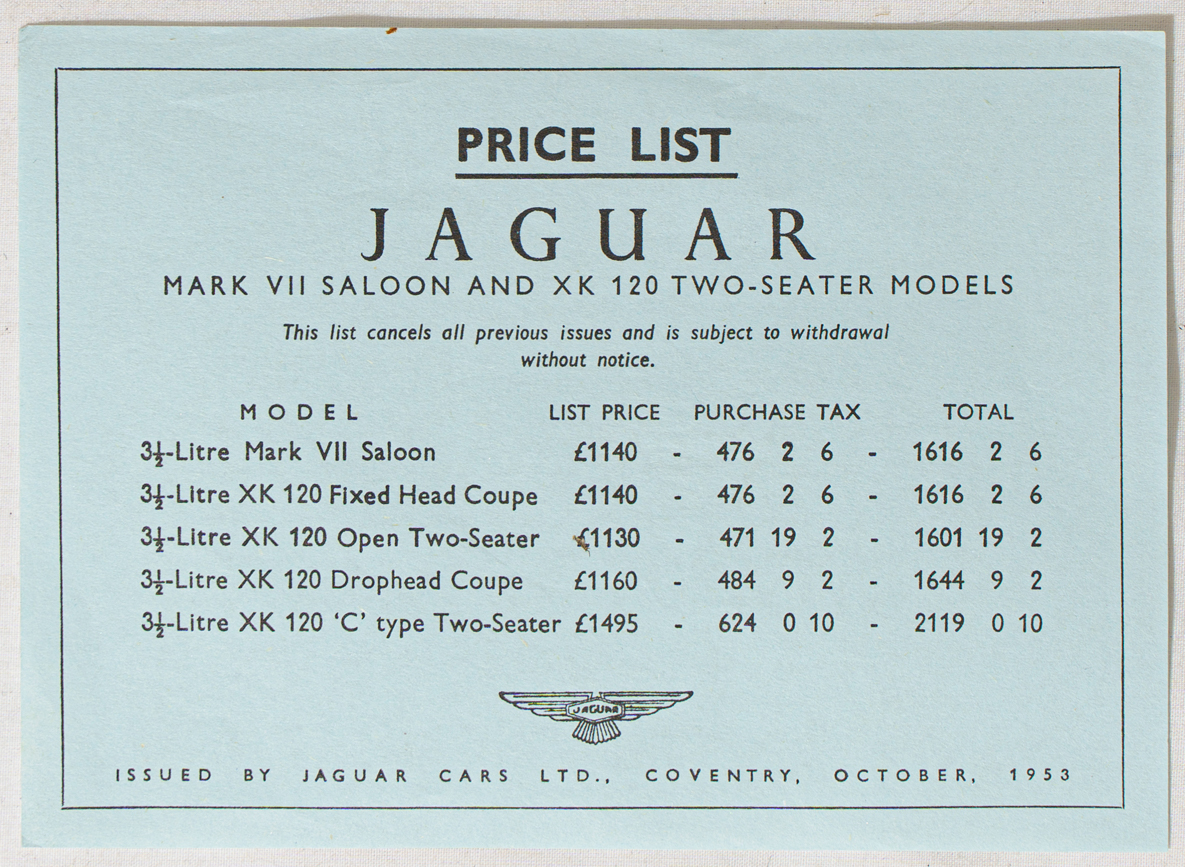 PRICE LIST
JAGUAR
MARK VII SALOON AND XK 120 TWO-SEATER MODELS
This list cancels all previous issues and is subject to withdrawal
without notice.
MODEL LIST PRICE PURCHASE TAX TOTAL
3½-Litre Mark VII Saloon £1140 - 476 2 6 - 1616 2 6
3½-Litre XK 120 Fixed Head Coupe £1140 - 476 2 6 - 1616 2 6
3½-Litre XK 120 Open Two-Seater £1130 - 471 19 2 - 1601 19 2
3½-Litre XK 120 Drophead Coupe £1160 - 484 9 2 - 1644 9 2
3½-Litre XK 120 ‘C’ type Two-Seater £1495 - 624 0 10 - 2119 0 10
JAGUAR
ISSUED BY JAGUAR CARS LTD., COVENTRY, OCTOBER, 1953